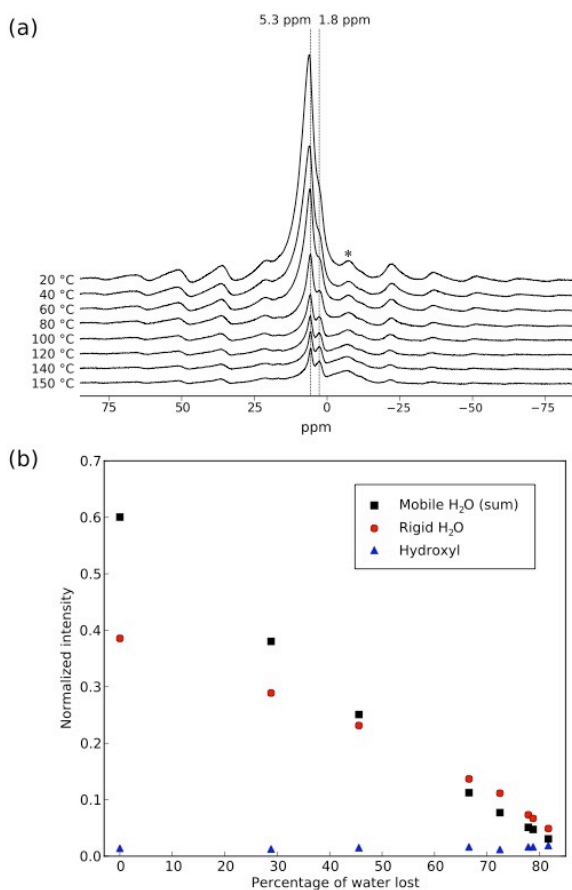 (a)
5.3 ppm 1.8 ppm
*
20 °C
40 °C
60 °C
80 °C
100 °C
120 °C
140 °C
150 °C
75 50 25 0 −25 −50 −75
ppm
(b)
0.7
0.6
0.5
0.4
0.3
0.2
0.1
0.0
Normalized intensity
Mobile H₂O (sum)
Rigid H₂O
Hydroxyl
0 10 20 30 40 50 60 70 80
Percentage of water lost